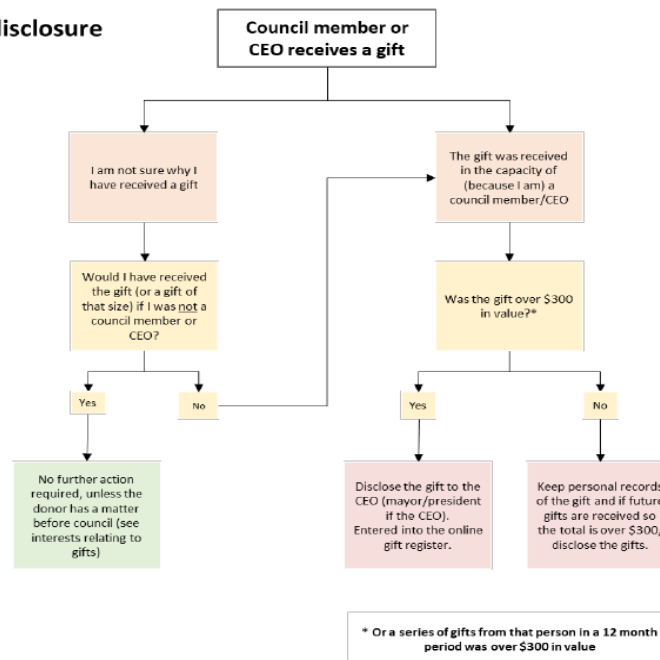 disclosure
Council member or
CEO receives a gift
I am not sure why I
have received a gift
The gift was received
in the capacity of
(because I am) a
council member/CEO
Would I have received
the gift (or a gift of
that size) if I was not a
council member or
CEO?
Was the gift over $300
in value?*
Yes
No
Yes
No
No further action
required, unless the
donor has a matter
before council (see
interests relating to
gifts)
Disclose the gift to the
CEO (mayor/president
if the CEO).
Entered into the online
gift register.
Keep personal records
of the gift and if future
gifts are received so
the total is over $300,
disclose the gifts.
* Or a series of gifts from that person in a 12 month
period was over $300 in value